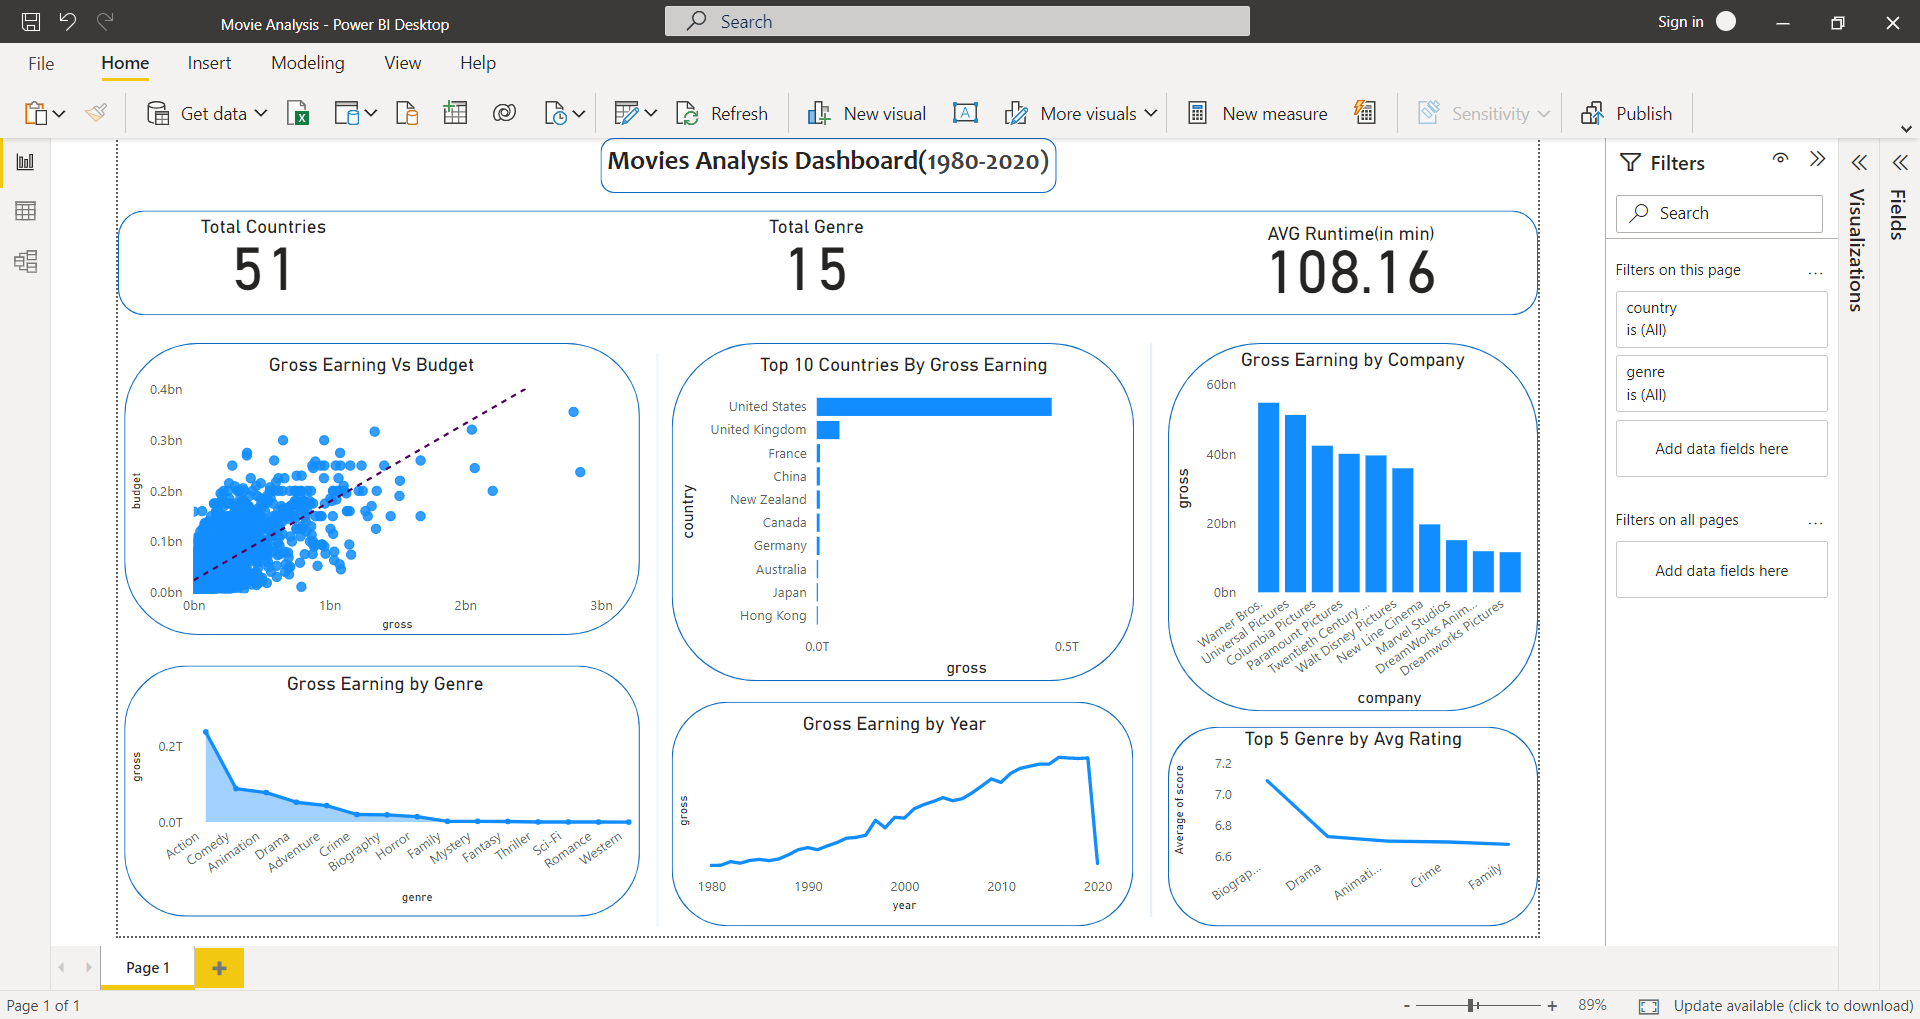 Movie Analysis - Power BI Desktop
Search
Sign in
File
Home
Insert
Modeling
View
Help
Get data
Refresh
New visual
More visuals
New measure
Sensitivity
Publish
Movies Analysis Dashboard(1980-2020)
Total Countries
51
Total Genre
15
AVG Runtime(in min)
108.16
Gross Earning Vs Budget
0.4bn
0.3bn
0.2bn
0.1bn
0.0bn
budget
0bn
1bn
2bn
3bn
gross
Top 10 Countries By Gross Earning
country
United States
United Kingdom
France
China
New Zealand
Canada
Germany
Australia
Japan
Hong Kong
0.0T
0.5T
gross
Gross Earning by Company
60bn
40bn
20bn
0bn
gross
Warner Bros.
Universal Pictures
Columbia Pictures
Paramount Pictures
Twentieth Century ...
Walt Disney Pictures
New Line Cinema
Marvel Studios
DreamWorks Anim...
Dreamworks Pictures
company
Gross Earning by Genre
0.2T
0.0T
gross
Action
Comedy
Animation
Drama
Adventure
Crime
Biography
Horror
Family
Mystery
Fantasy
Thriller
Sci-Fi
Romance
Western
genre
Gross Earning by Year
gross
1980
1990
2000
2010
2020
year
Top 5 Genre by Avg Rating
7.2
7.0
6.8
6.6
Average of score
Biograp...
Drama
Animati...
Crime
Family
Filters
Search
Filters on this page
...
country
is (All)
genre
is (All)
Add data fields here
Filters on all pages
...
Add data fields here
Visualizations
Fields
Page 1
Page 1 of 1
- 
+
89%
Update available (click to download)